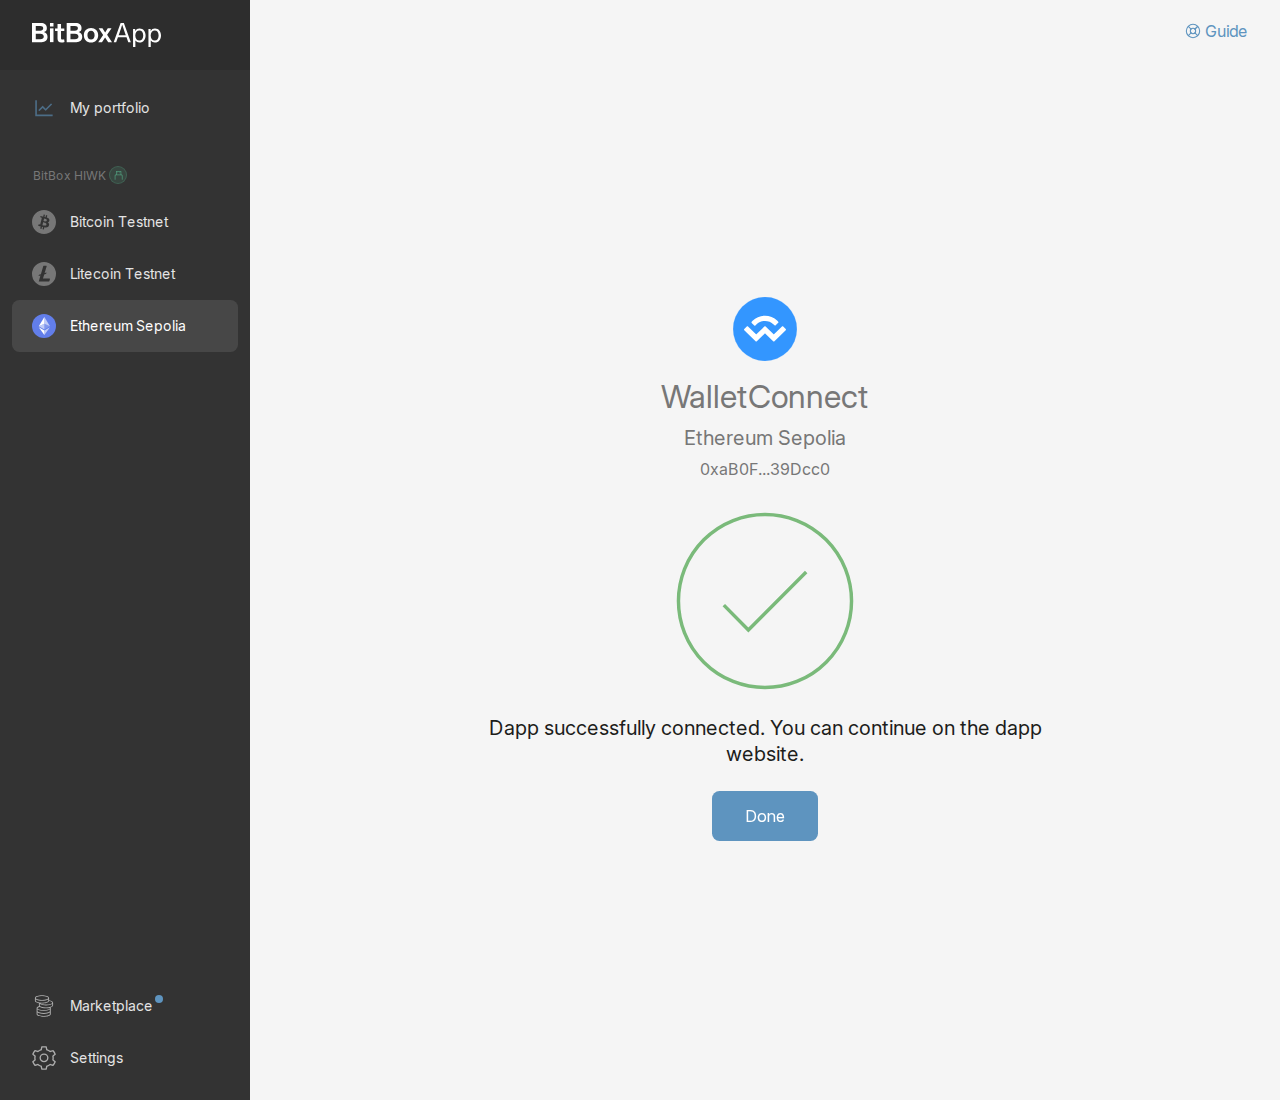 BitBoxApp
Guide
My portfolio
BitBox HIWK
Bitcoin Testnet
Litecoin Testnet
Ethereum Sepolia
WalletConnect
Ethereum Sepolia
0xaB0F...39Dcc0
Dapp successfully connected. You can continue on the dapp
website.
Done
Marketplace
Settings